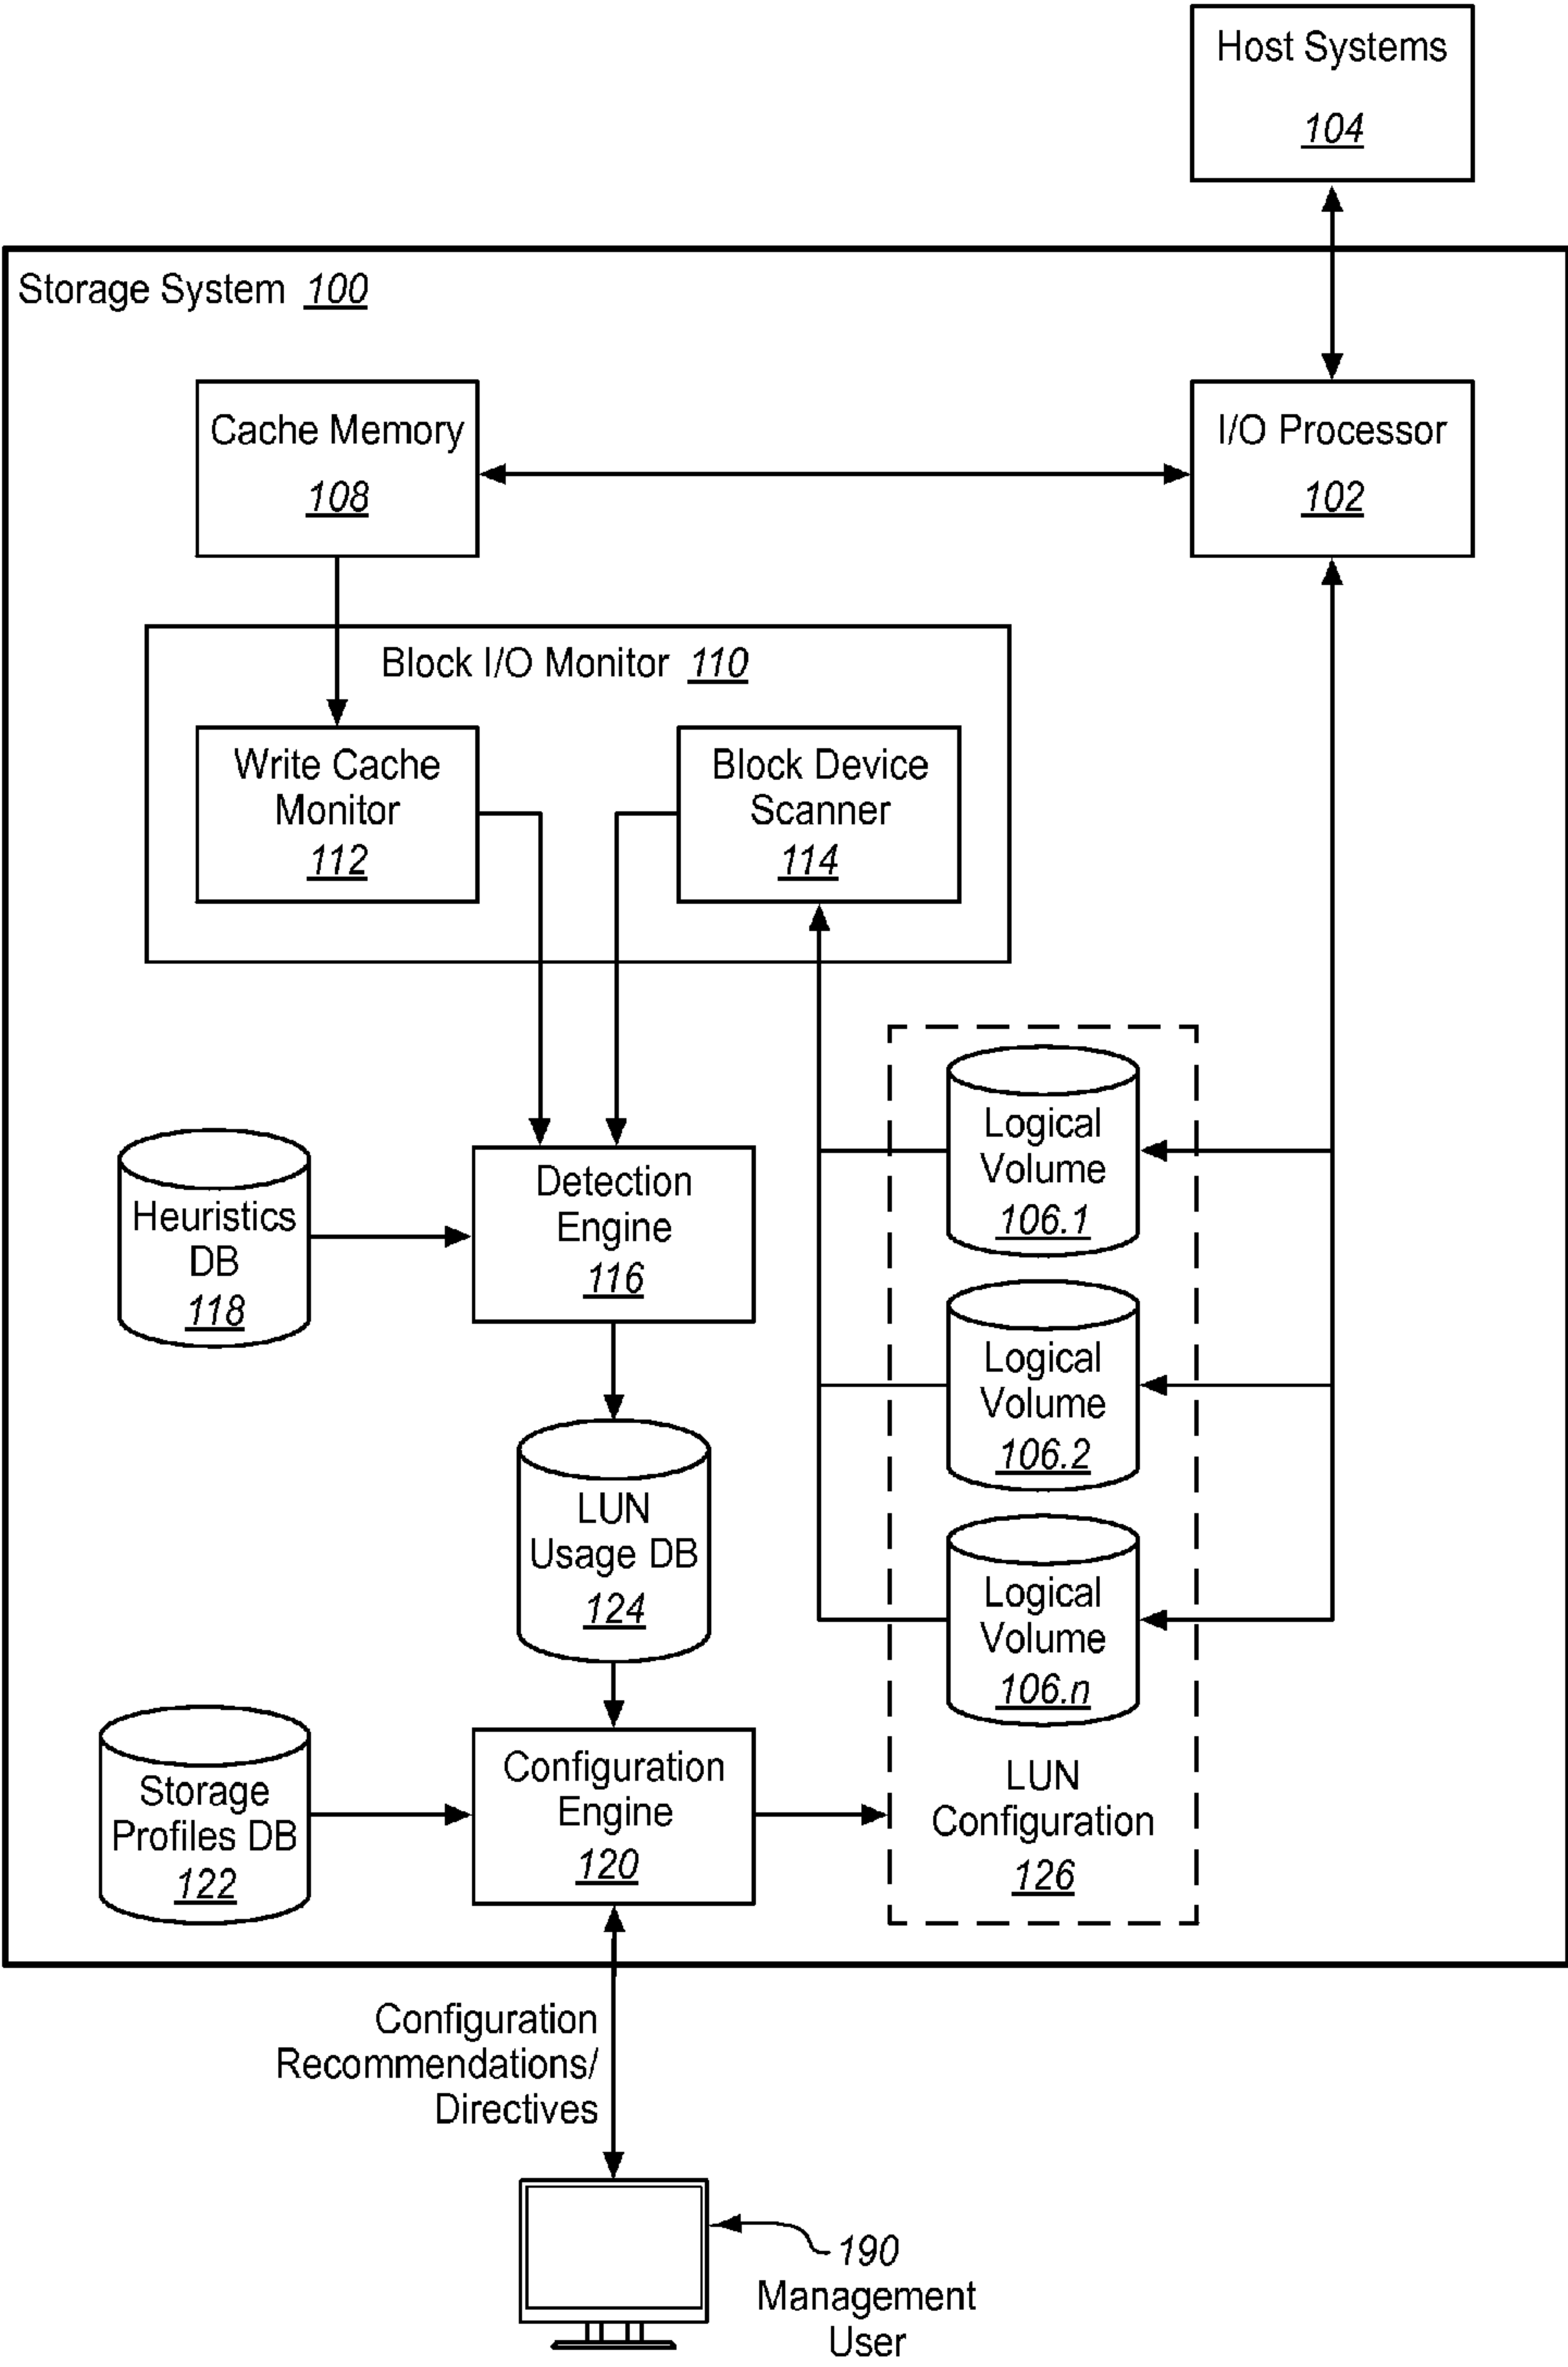 Host Systems
104
Storage System 100
Cache Memory
108
I/O Processor
102
Block I/O Monitor 110
Write Cache
Monitor
112
Block Device
Scanner
114
Heuristics
DB
118
Detection
Engine
116
Logical
Volume
106.1
Logical
Volume
106.2
LUN
Usage DB
124
Logical
Volume
106.n
Storage
Profiles DB
122
Configuration
Engine
120
LUN
Configuration
126
Configuration
Recommendations/
Directives
190
Management
User